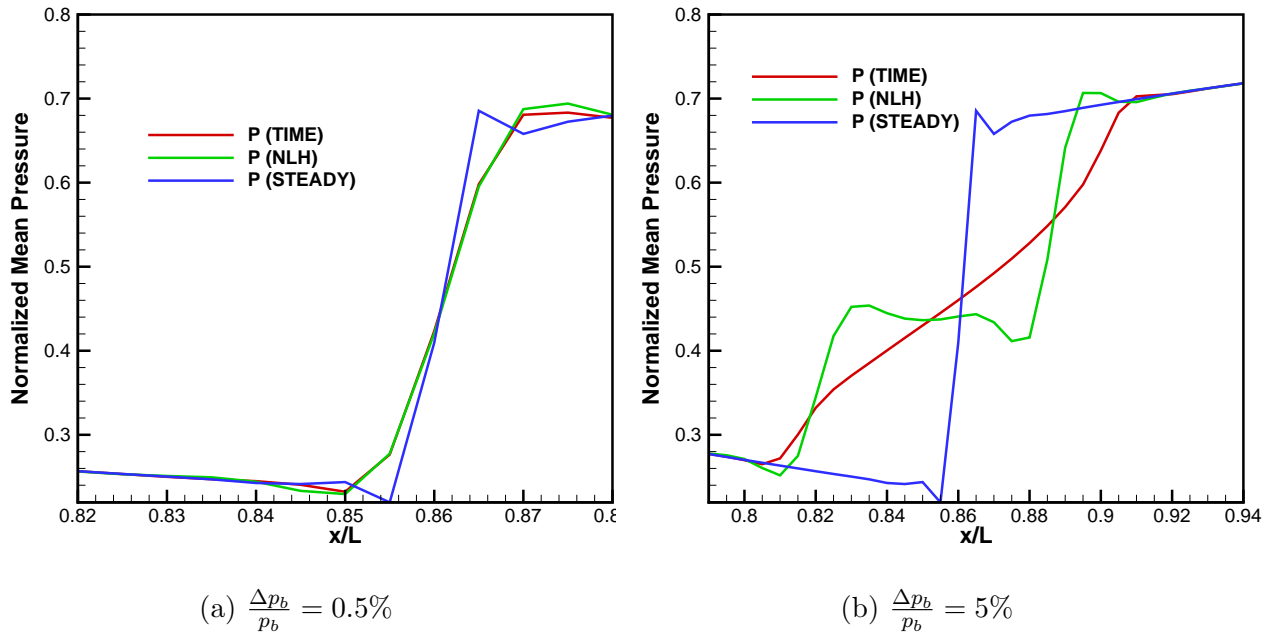 0.8
0.7
0.6
0.5
0.4
0.3
Normalized Mean Pressure
P (TIME)
P (NLH)
P (STEADY)
0.82 0.83 0.84 0.85 0.86 0.87 0.8
x/L
(a) Δp_b/p_b = 0.5%
0.8
0.7
0.6
0.5
0.4
0.3
Normalized Mean Pressure
P (TIME)
P (NLH)
P (STEADY)
0.8 0.82 0.84 0.86 0.88 0.9 0.92 0.94
x/L
(b) Δp_b/p_b = 5%